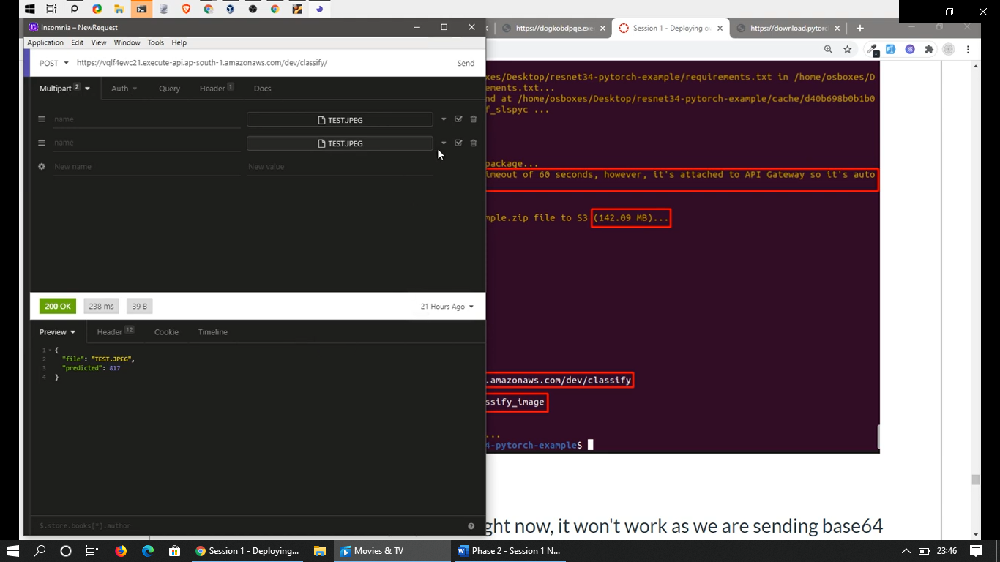 Insomnia – NewRequest
https://dogkobdpqe.exe
Session 1 - Deploying ov
https://download.pytorc
Application Edit View Window Tools Help
POST https://vqlf4ewc21.execute-api.ap-south-1.amazonaws.com/dev/classify/ Send
Multipart 2 Auth Query Header 1 Docs
name TEST.JPEG
name TEST.JPEG
New name New value
200 OK 238 ms 39 B 21 Hours Ago
Preview Header 12 Cookie Timeline
1 {
2 "file": "TEST.JPEG",
3 "predicted": 817
4 }
$.store.books[*].author
xes/Desktop/resnet34-pytorch-example/requirements.txt in /home/osboxes/D
ements.txt...
nd at /home/osboxes/Desktop/resnet34-pytorch-example/cache/d40b698b0b1b0
f_slspyc ...
package...
imeout of 60 seconds, however, it's attached to API Gateway so it's auto
mple.zip file to S3 (142.09 MB)...
.amazonaws.com/dev/classify
ssify_image
...
4-pytorch-example$
ght now, it won't work as we are sending base64
Session 1 - Deploying... Movies & TV Phase 2 - Session 1 N... 23:46